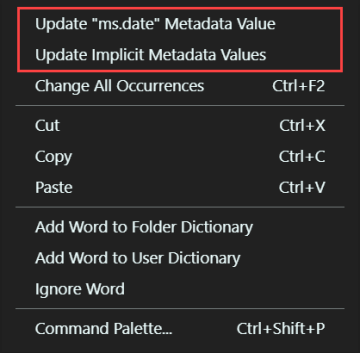 Update "ms.date" Metadata Value
Update Implicit Metadata Values
Change All Occurrences Ctrl+F2
Cut Ctrl+X
Copy Ctrl+C
Paste Ctrl+V
Add Word to Folder Dictionary
Add Word to User Dictionary
Ignore Word
Command Palette... Ctrl+Shift+P